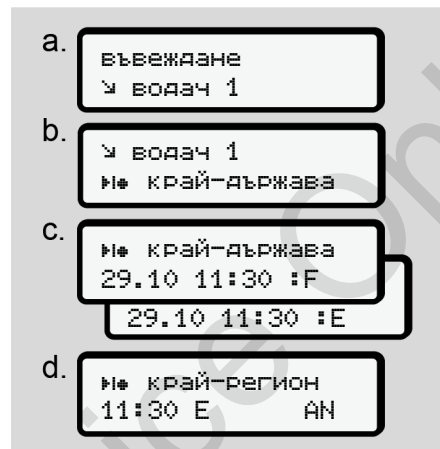 a.
въвеждане
водач 1
b.
водач 1
край-държава
c.
край-държава
29.10 11:30 :F
29.10 11:30 :E
d.
край-регион
11:30 E AN